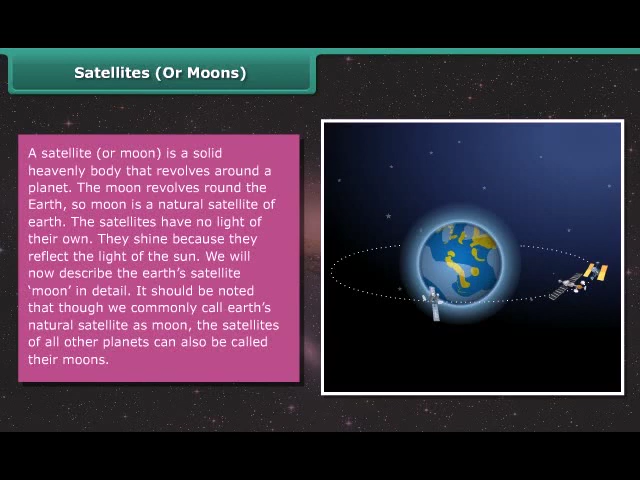 Satellites (Or Moons)
A satellite (or moon) is a solid
heavenly body that revolves around a
planet. The moon revolves round the
Earth, so moon is a natural satellite of
earth. The satellites have no light of
their own. They shine because they
reflect the light of the sun. We will
now describe the earth's satellite
‘moon’ in detail. It should be noted
that though we commonly call earth's
natural satellite as moon, the satellites
of all other planets can also be called
their moons.